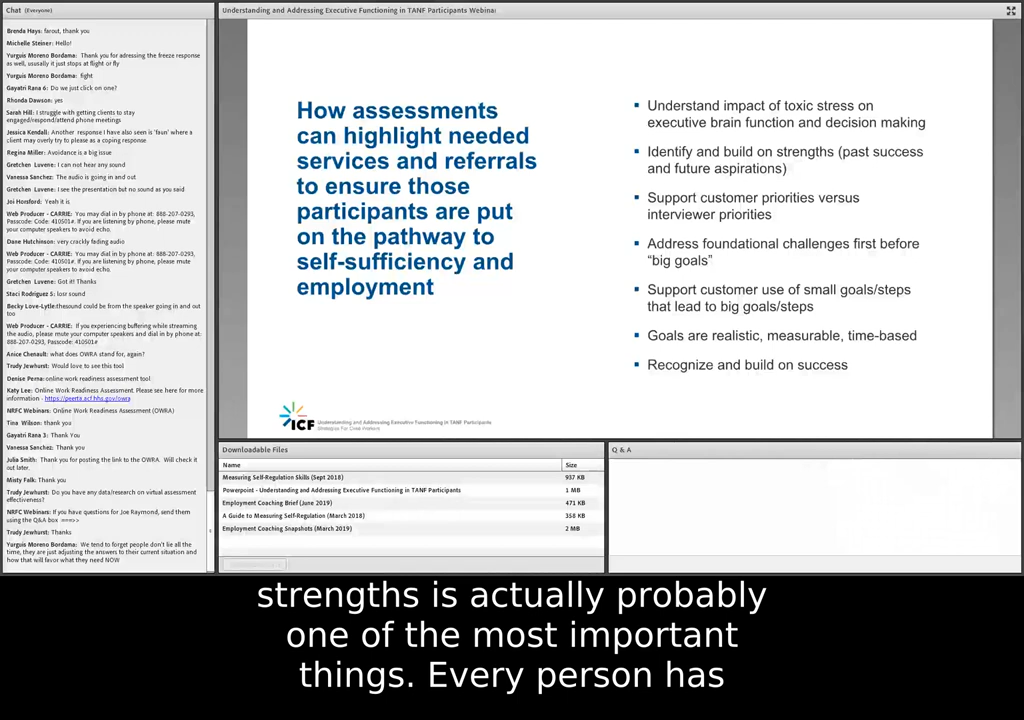 Chat (Everyone)
Brenda Hays: farout, thank you
Michelle Steiner: Hello!
Yurguis Moreno Bordama: Thank you for adressing the freeze response
as well, ususally it just stops at flight or fly
Yurguis Moreno Bordama: fight
Gayatri Rana 6: Do we just click on one?
Rhonda Dawson: yes
Sarah Hill: I struggle with getting clients to stay
engaged/respond/attend phone meetings
Jessica Kendall: Another response I have also seen is 'faun' where a
client may overly try to please as a coping response
Regina Miller: Avoidance is a big issue
Gretchen Luvene: I can not hear any sound
Vanessa Sanchez: The audio is going in and out
Gretchen Luvene: I see the presentation but no sound as you said
Joi Horsford: Yeah it is
Web Producer - CARRIE: You may dial in by phone at: 888-207-0293,
Passcode: Code: 410501#. If you are listening by phone, please mute
your computer speakers to avoid echo.
Dane Hutchinson: very crackly fading audio
Web Producer - CARRIE: You may dial in by phone at: 888-207-0293,
Passcode: Code: 410501#. If you are listening by phone, please mute
your computer speakers to avoid echo.
Gretchen Luvene: Got it! Thanks
Staci Rodriguez 5: losr sound
Becky Love-Lytle:thesound could be from the speaker going in and out
too
Web Producer - CARRIE: If you experiencing buffering while streaming
the audio, please mute your computer speakers and dial in by phone at:
888-207-0293, Passcode: 410501#
Anice Chenault: what does OWRA stand for, again?
Trudy Jewhurst: Would love to see this tool
Denise Perna: online work readiness assessment tool
Katy Lee: Online Work Readiness Assessment. Please see here for more
information - https://peerta.acf.hhs.gov/owra
NRFC Webinars: Online Work Readiness Assessment (OWRA)
Tina Wilson: thank you
Gayatri Rana 3: Thank You
Vanessa Sanchez: Thank you
Julia Smith: Thank you for posting the link to the OWRA. Will check it
out later.
Misty Falk: Thank you
Trudy Jewhurst: Do you have any data/research on virtual assessment
effectiveness?
NRFC Webinars: If you have questions for Joe Raymond, send them
using the Q&A box ===>>
Trudy Jewhurst: Thanks
Yurguis Moreno Bordama: We tend to forget people don't lie all the
time, they are just adjusting the answers to their current situation and
how that will favor what they need NOW
Understanding and Addressing Executive Functioning in TANF Participants Webinar
How assessments
can highlight needed
services and referrals
to ensure those
participants are put
on the pathway to
self-sufficiency and
employment
▪ Understand impact of toxic stress on
executive brain function and decision making
▪ Identify and build on strengths (past success
and future aspirations)
▪ Support customer priorities versus
interviewer priorities
▪ Address foundational challenges first before
“big goals”
▪ Support customer use of small goals/steps
that lead to big goals/steps
▪ Goals are realistic, measurable, time-based
▪ Recognize and build on success
ICF
Understanding and Addressing Executive Functioning in TANF Participants
Downloadable Files
Name Size
Measuring Self-Regulation Skills (Sept 2018) 937 KB
Powerpoint - Understanding and Addressing Executive Functioning in TANF Participants 1 MB
Employment Coaching Brief (June 2019) 471 KB
A Guide to Measuring Self-Regulation (March 2018) 358 KB
Employment Coaching Snapshots (March 2019) 2 MB
Q & A
strengths is actually probably
one of the most important
things. Every person has